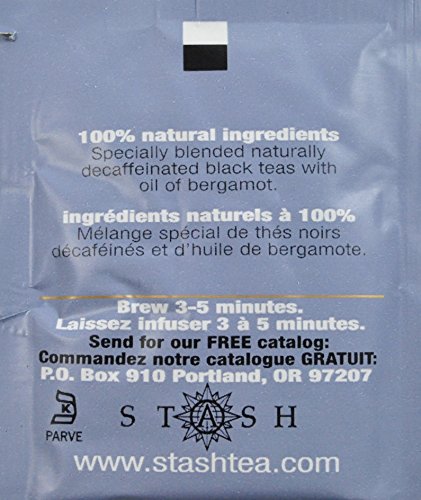 100% natural ingredients
Specially blended naturally
decaffeinated black teas with
oil of bergamot.
ingrédients naturels à 100%
Mélange spécial de thés noirs
décaféinés et d'huile de bergamote.
Brew 3-5 minutes.
Laissez infuser 3 à 5 minutes.
Send for our FREE catalog:
Commandez notre catalogue GRATUIT:
P.O. Box 910 Portland, OR 97207
K
PARVE
STASH
www.stashtea.com